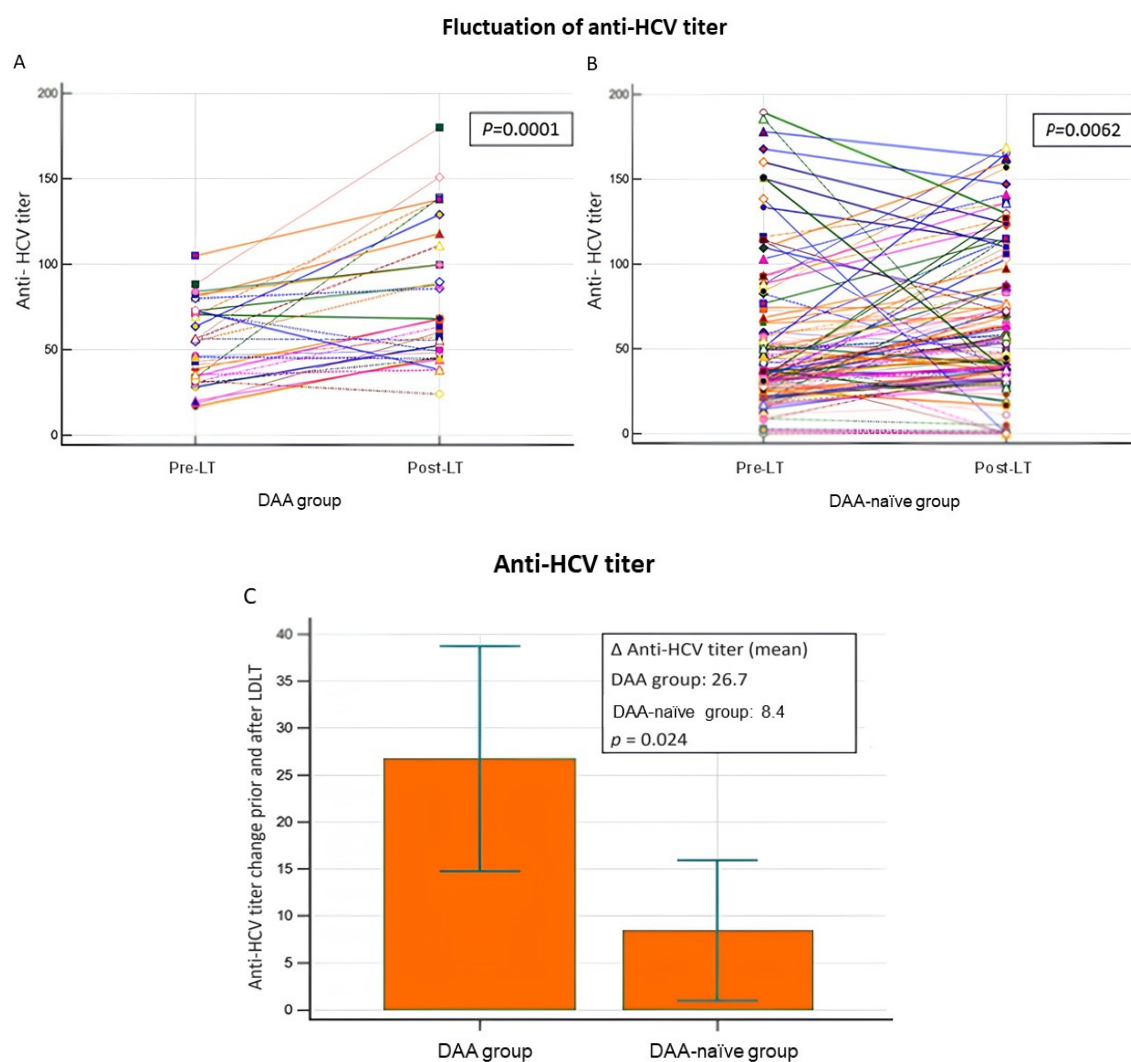 Fluctuation of anti-HCV titer
A
200
150
100
50
0
Anti- HCV titer
P=0.0001
Pre-LT
Post-LT
DAA group
B
200
150
100
50
0
Anti- HCV titer
P=0.0062
Pre-LT
Post-LT
DAA-naïve group
Anti-HCV titer
C
40
35
30
25
20
15
10
5
0
Anti-HCV titer change prior and after LDLT
Δ Anti-HCV titer (mean)
DAA group: 26.7
DAA-naïve group: 8.4
p = 0.024
DAA group
DAA-naïve group